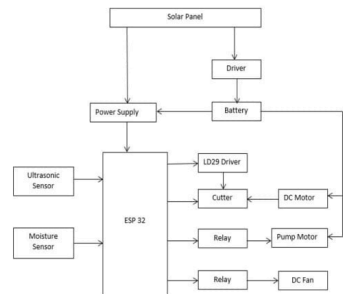 Solar Panel
Driver
Power Supply
Battery
LD29 Driver
Ultrasonic
Sensor
Cutter
DC Motor
ESP 32
Moisture
Sensor
Relay
Pump Motor
Relay
DC Fan